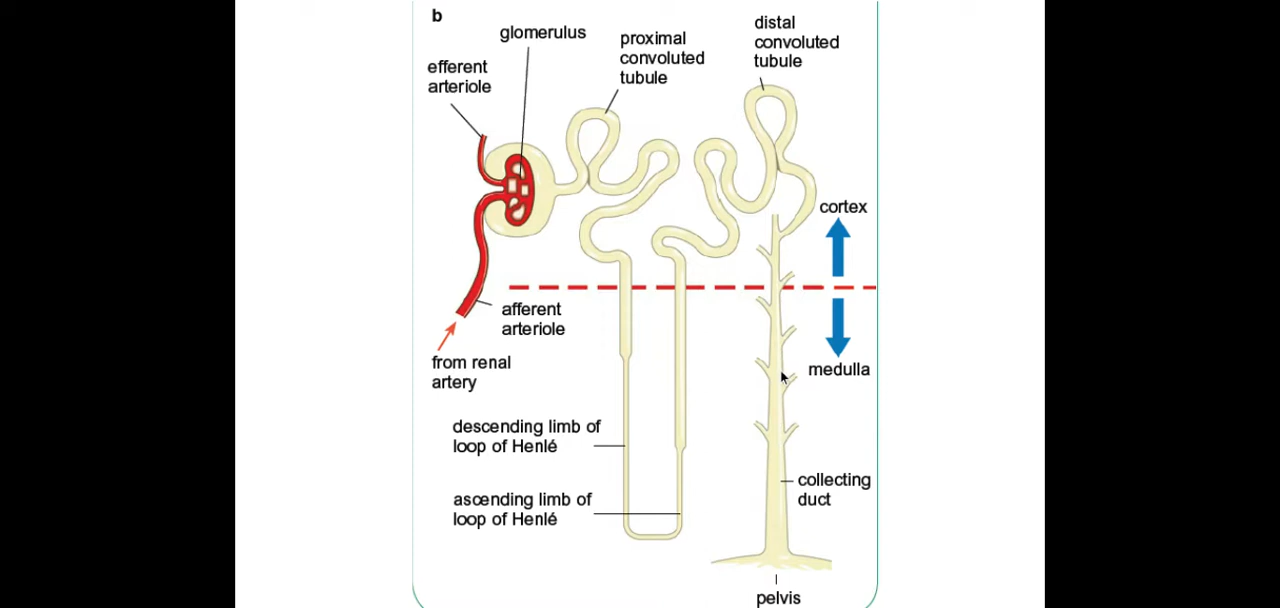 b
glomerulus
proximal
convoluted
tubule
distal
convoluted
tubule
efferent
arteriole
cortex
afferent
arteriole
from renal
artery
medulla
descending limb of
loop of Henlé
ascending limb of
loop of Henlé
collecting
duct
pelvis